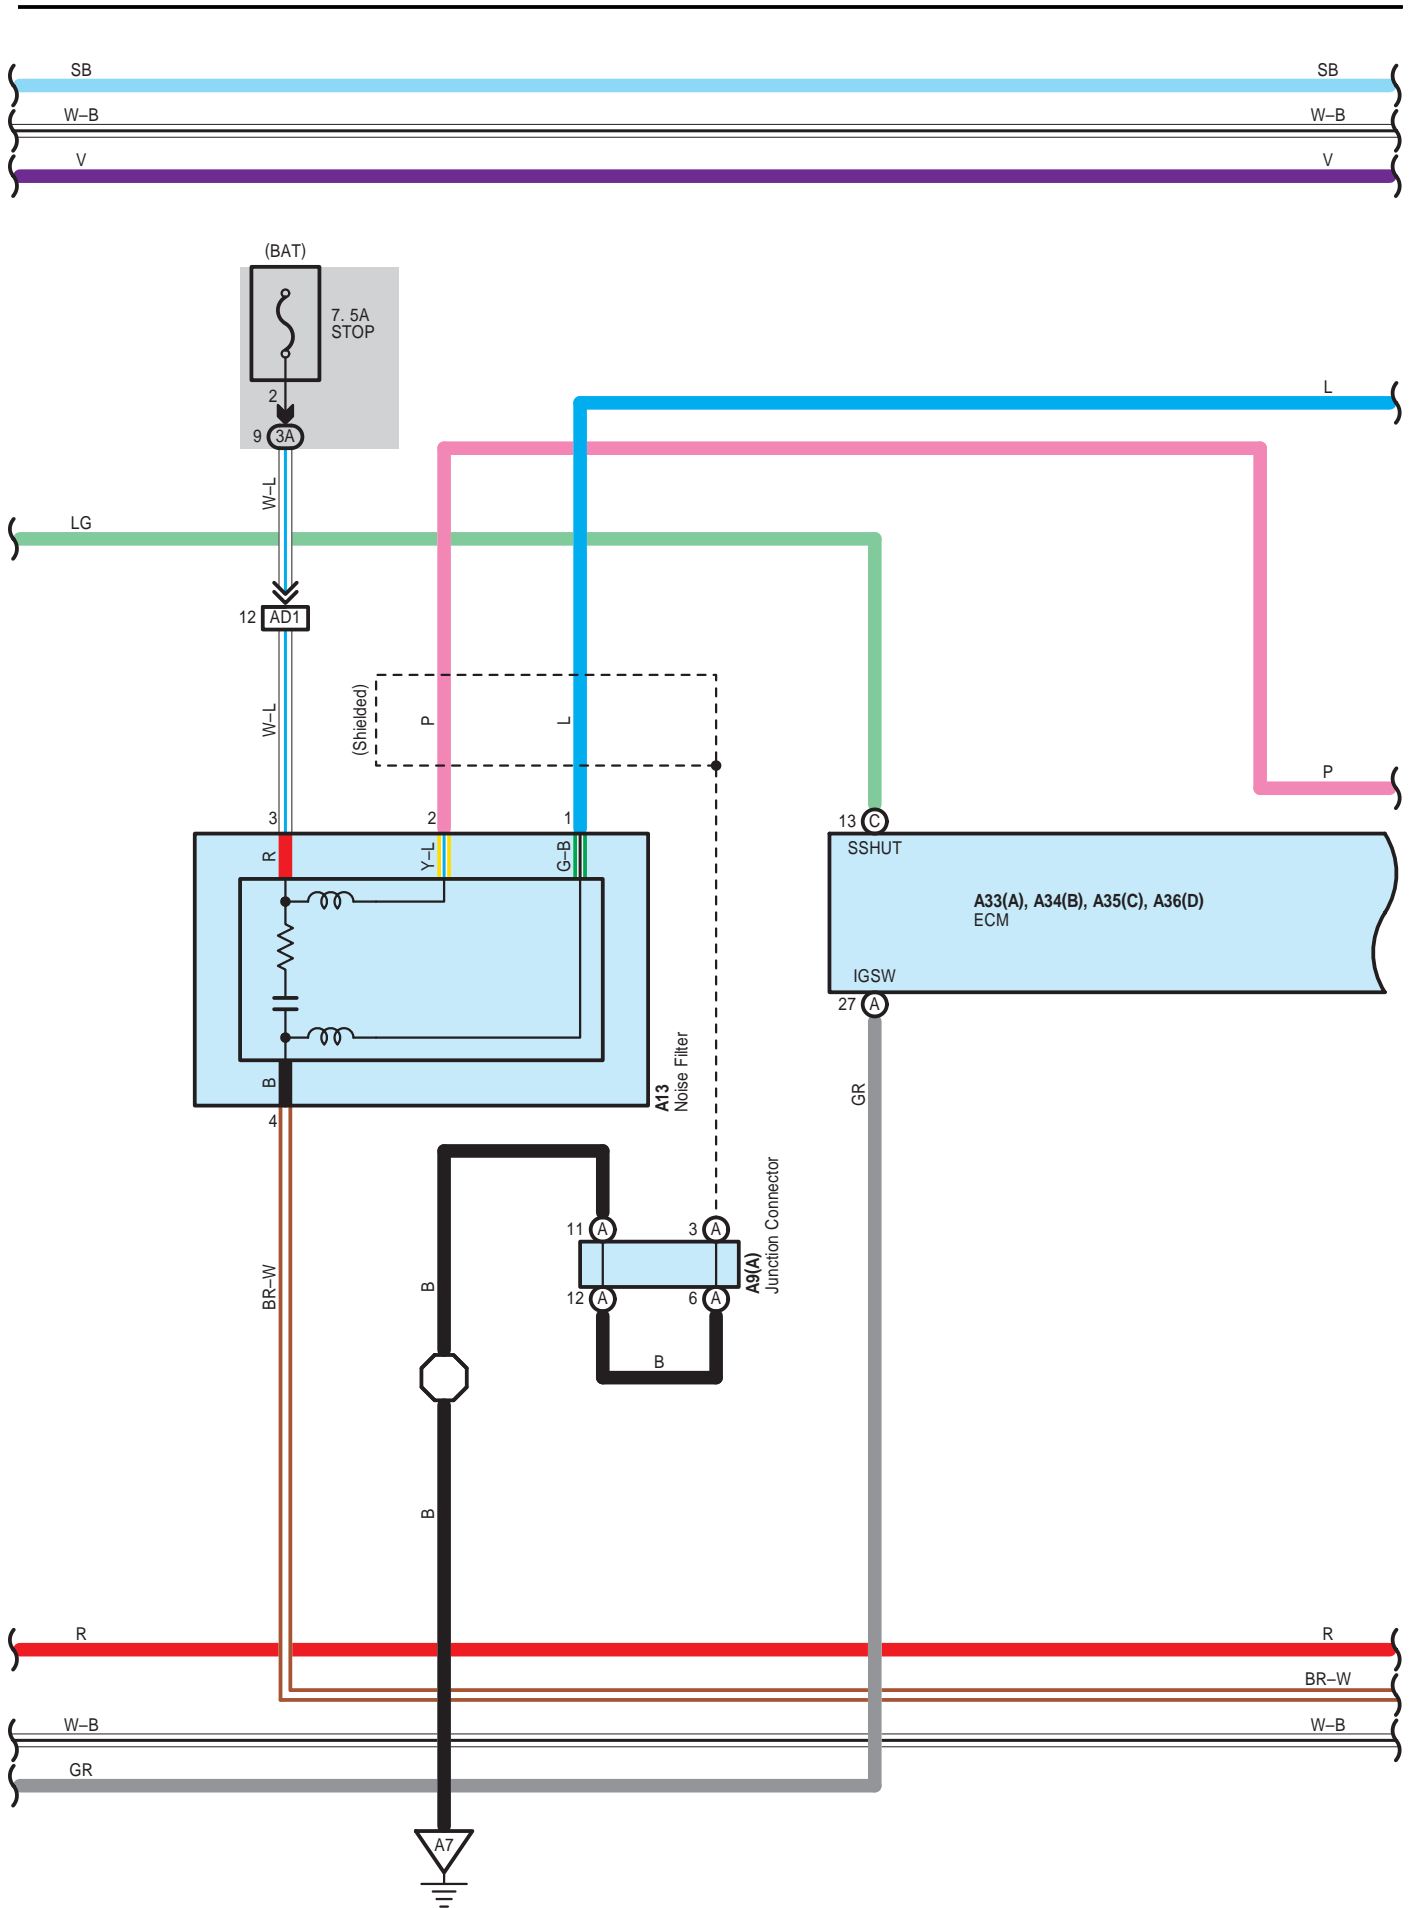 SB SB
W–B W–B
V V
(BAT)
7. 5A
STOP
2
9 3A
L
W–L
LG
12 AD1
(Shielded)
W–L
P
L
P
3 2 1
13 C
R Y–L G–B
SSHUT
A33(A), A34(B), A35(C), A36(D)
ECM
IGSW
27 A
A13
Noise Filter
B
GR
4
11 A 3 A
A9(A)
Junction Connector
BR–W
B
12 A 6 A
B
B
R R
BR–W
W–B W–B
GR
A7